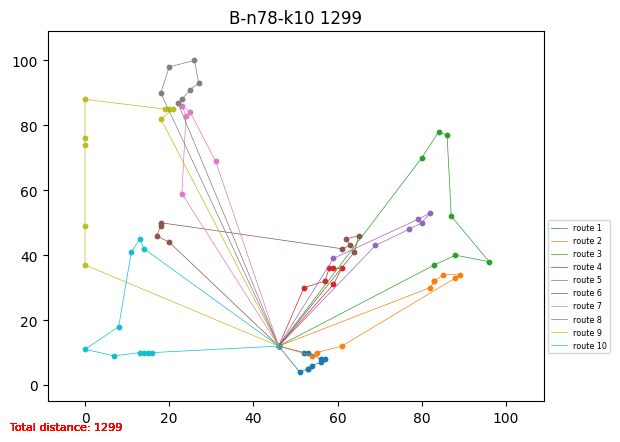 B-n78-k10 1299
100
80
60
40
20
0
0 20 40 60 80 100
route 1
route 2
route 3
route 4
route 5
route 6
route 7
route 8
route 9
route 10
Total distance: 1299